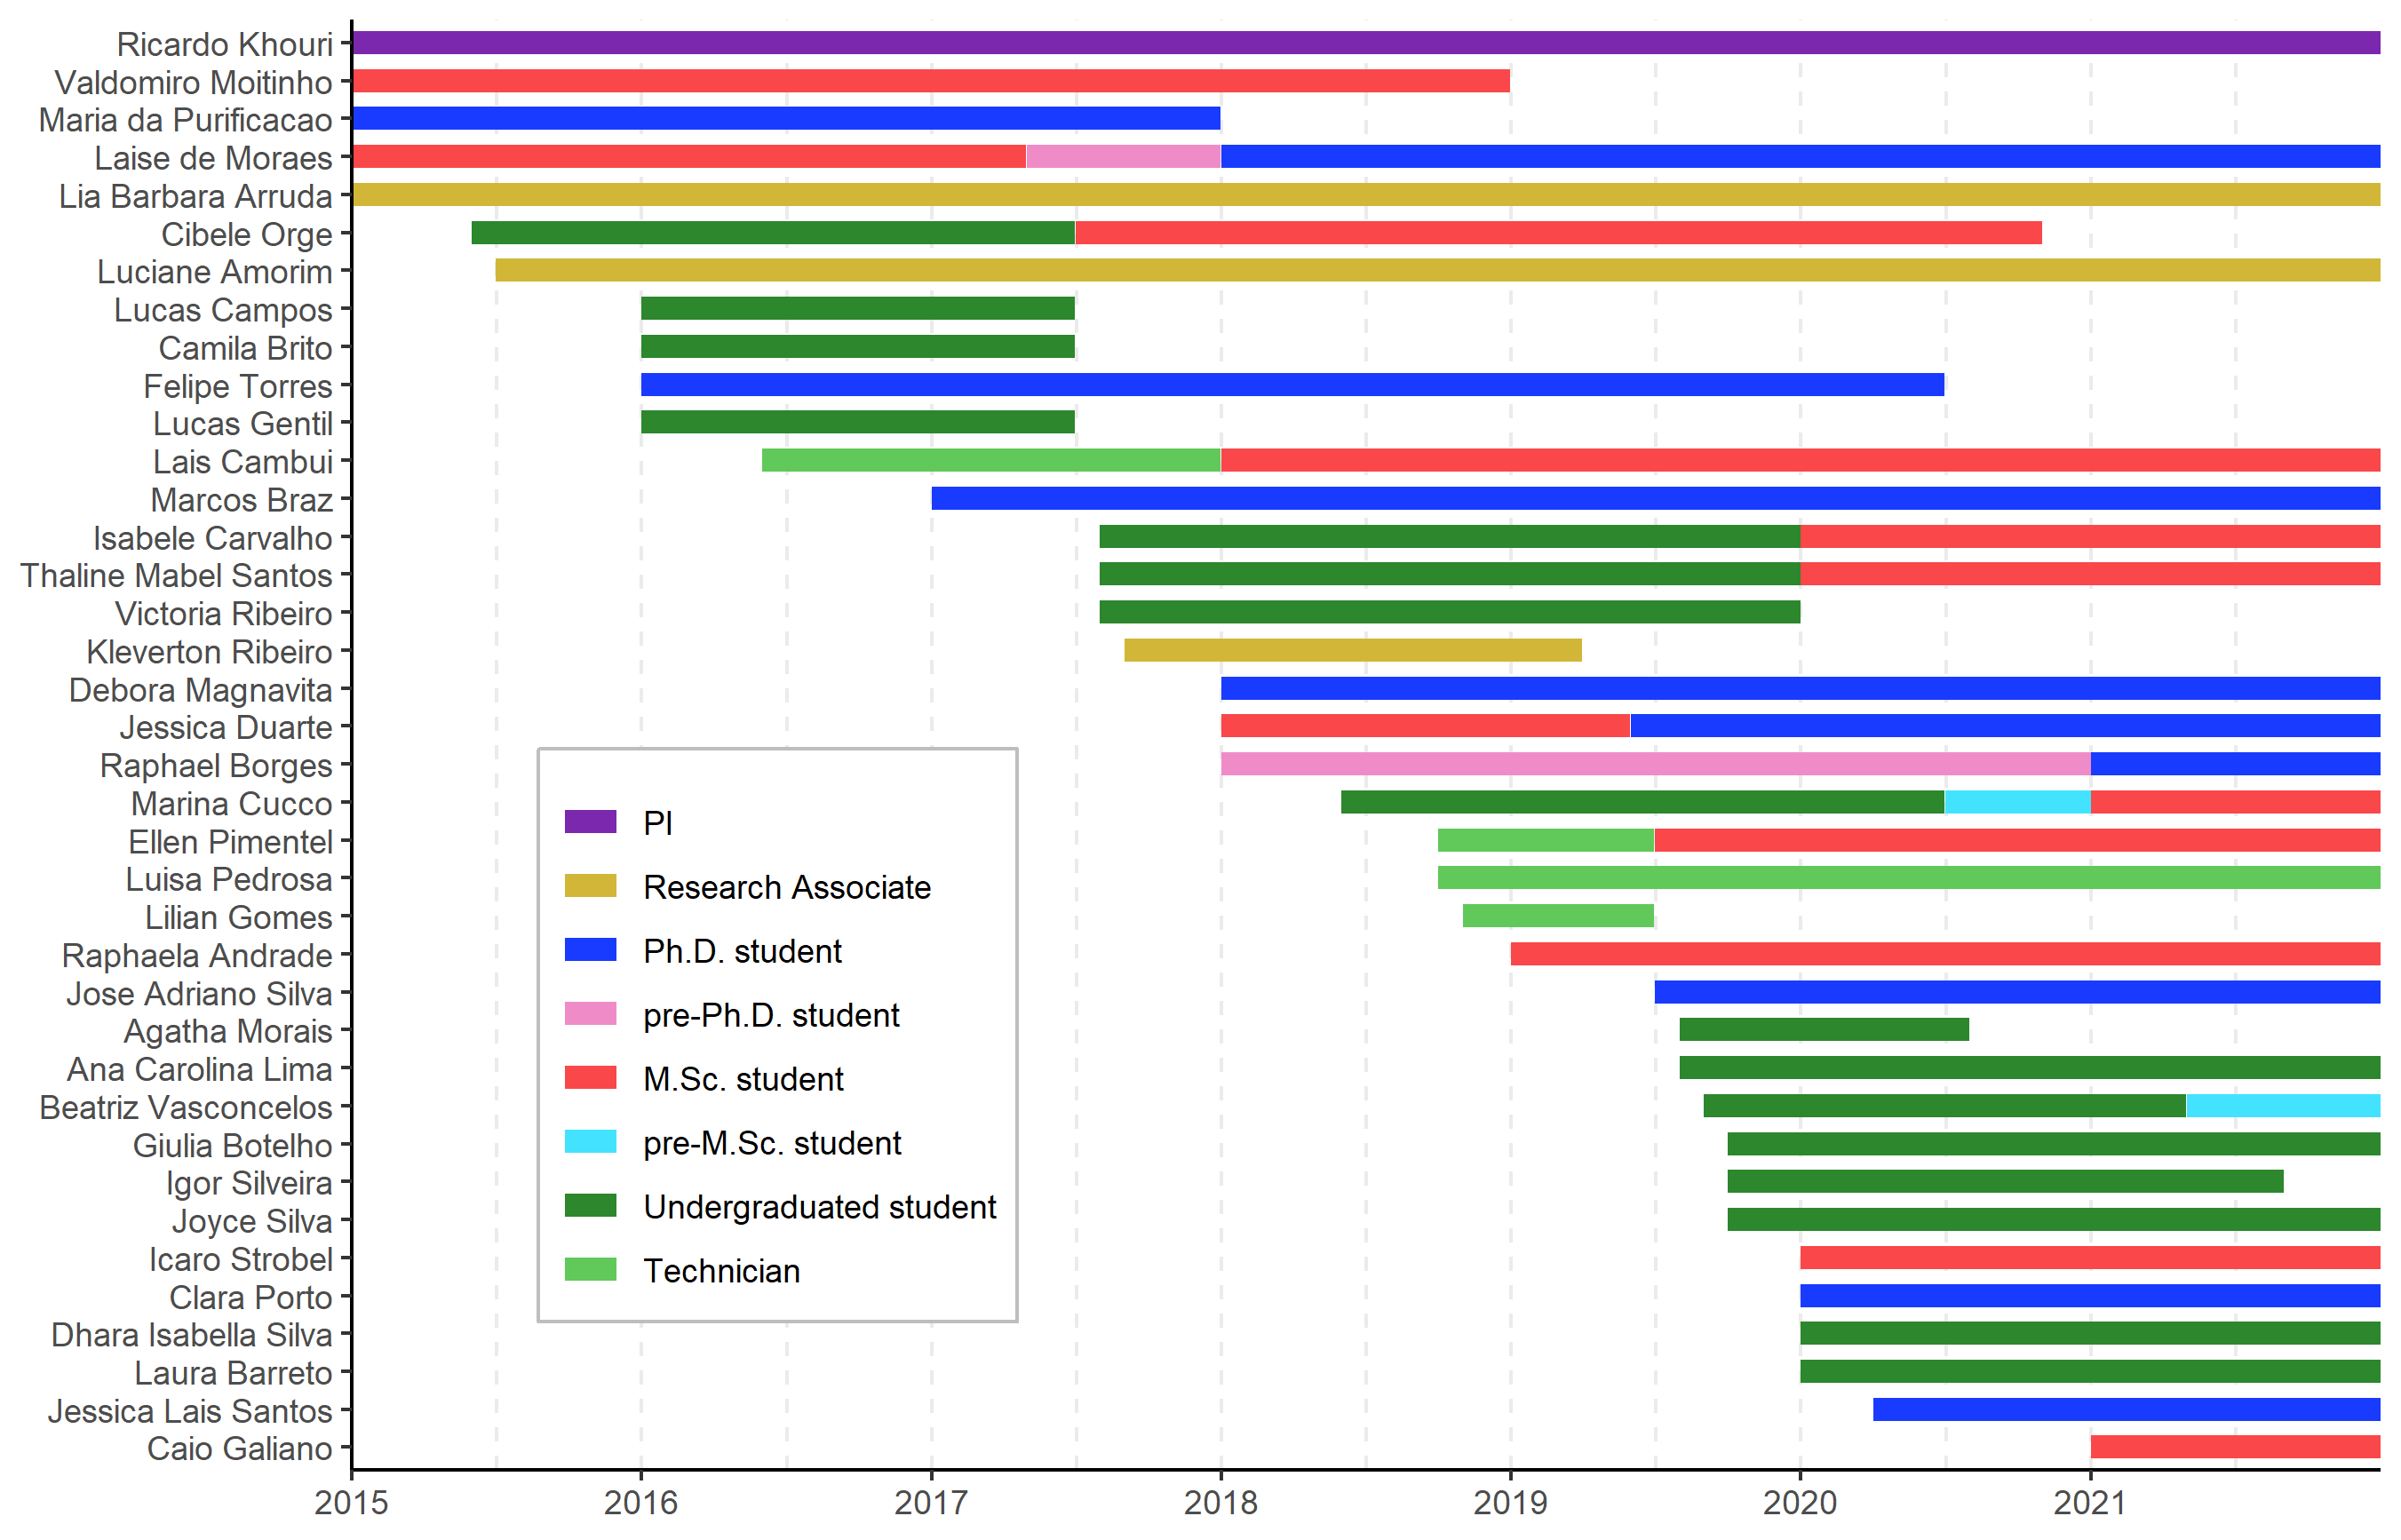 Ricardo Khouri
Valdomiro Moitinho
Maria da Purificacao
Laise de Moraes
Lia Barbara Arruda
Cibele Orge
Luciane Amorim
Lucas Campos
Camila Brito
Felipe Torres
Lucas Gentil
Lais Cambui
Marcos Braz
Isabele Carvalho
Thaline Mabel Santos
Victoria Ribeiro
Kleverton Ribeiro
Debora Magnavita
Jessica Duarte
Raphael Borges
Marina Cucco
Ellen Pimentel
Luisa Pedrosa
Lilian Gomes
Raphaela Andrade
Jose Adriano Silva
Agatha Morais
Ana Carolina Lima
Beatriz Vasconcelos
Giulia Botelho
Igor Silveira
Joyce Silva
Icaro Strobel
Clara Porto
Dhara Isabella Silva
Laura Barreto
Jessica Lais Santos
Caio Galiano
PI
Research Associate
Ph.D. student
pre-Ph.D. student
M.Sc. student
pre-M.Sc. student
Undergraduated student
Technician
2015 2016 2017 2018 2019 2020 2021